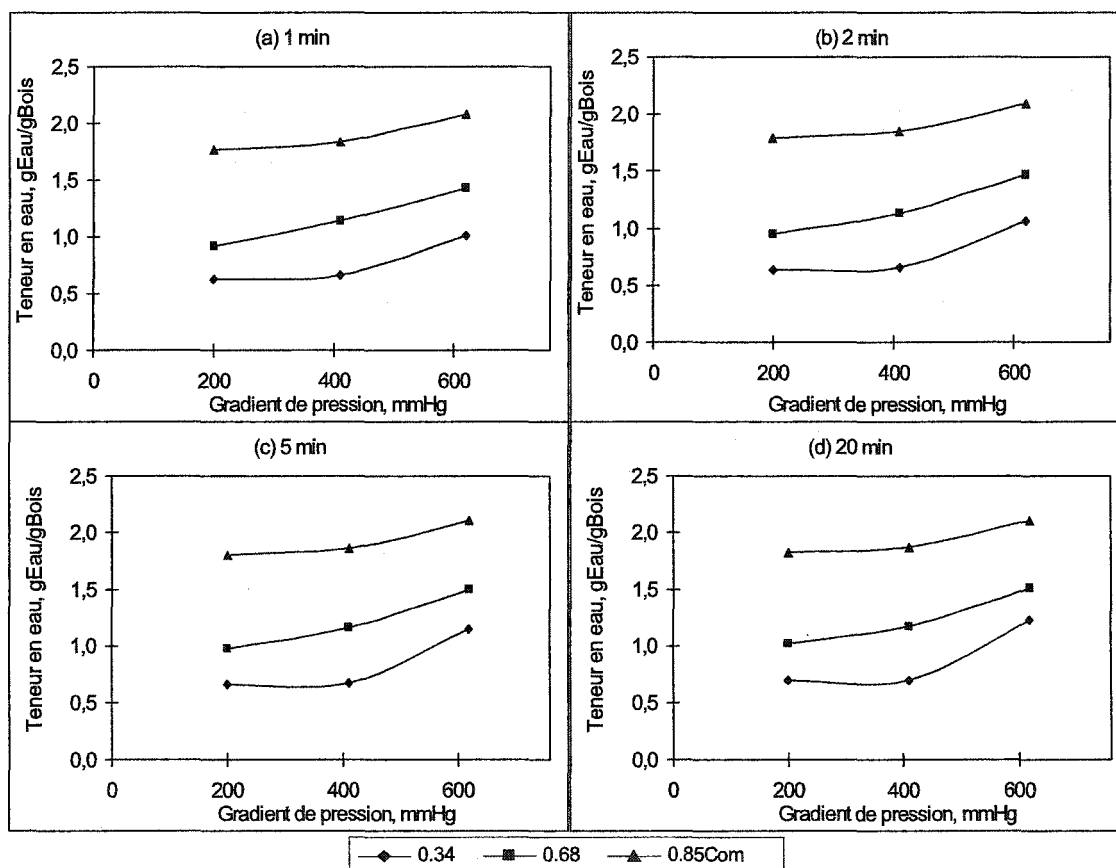 (a) 1 min
Teneur en eau, gEau/gBois
2,5
2,0
1,5
1,0
0,5
0,0
0 200 400 600
Gradient de pression, mmHg
(b) 2 min
Teneur en eau, gEau/gBois
2,5
2,0
1,5
1,0
0,5
0,0
0 200 400 600
Gradient de pression, mmHg
(c) 5 min
Teneur en eau, gEau/gBois
2,5
2,0
1,5
1,0
0,5
0,0
0 200 400 600
Gradient de pression, mmHg
(d) 20 min
Teneur en eau, gEau/gBois
2,5
2,0
1,5
1,0
0,5
0,0
0 200 400 600
Gradient de pression, mmHg
0.34 0.68 0.85Com